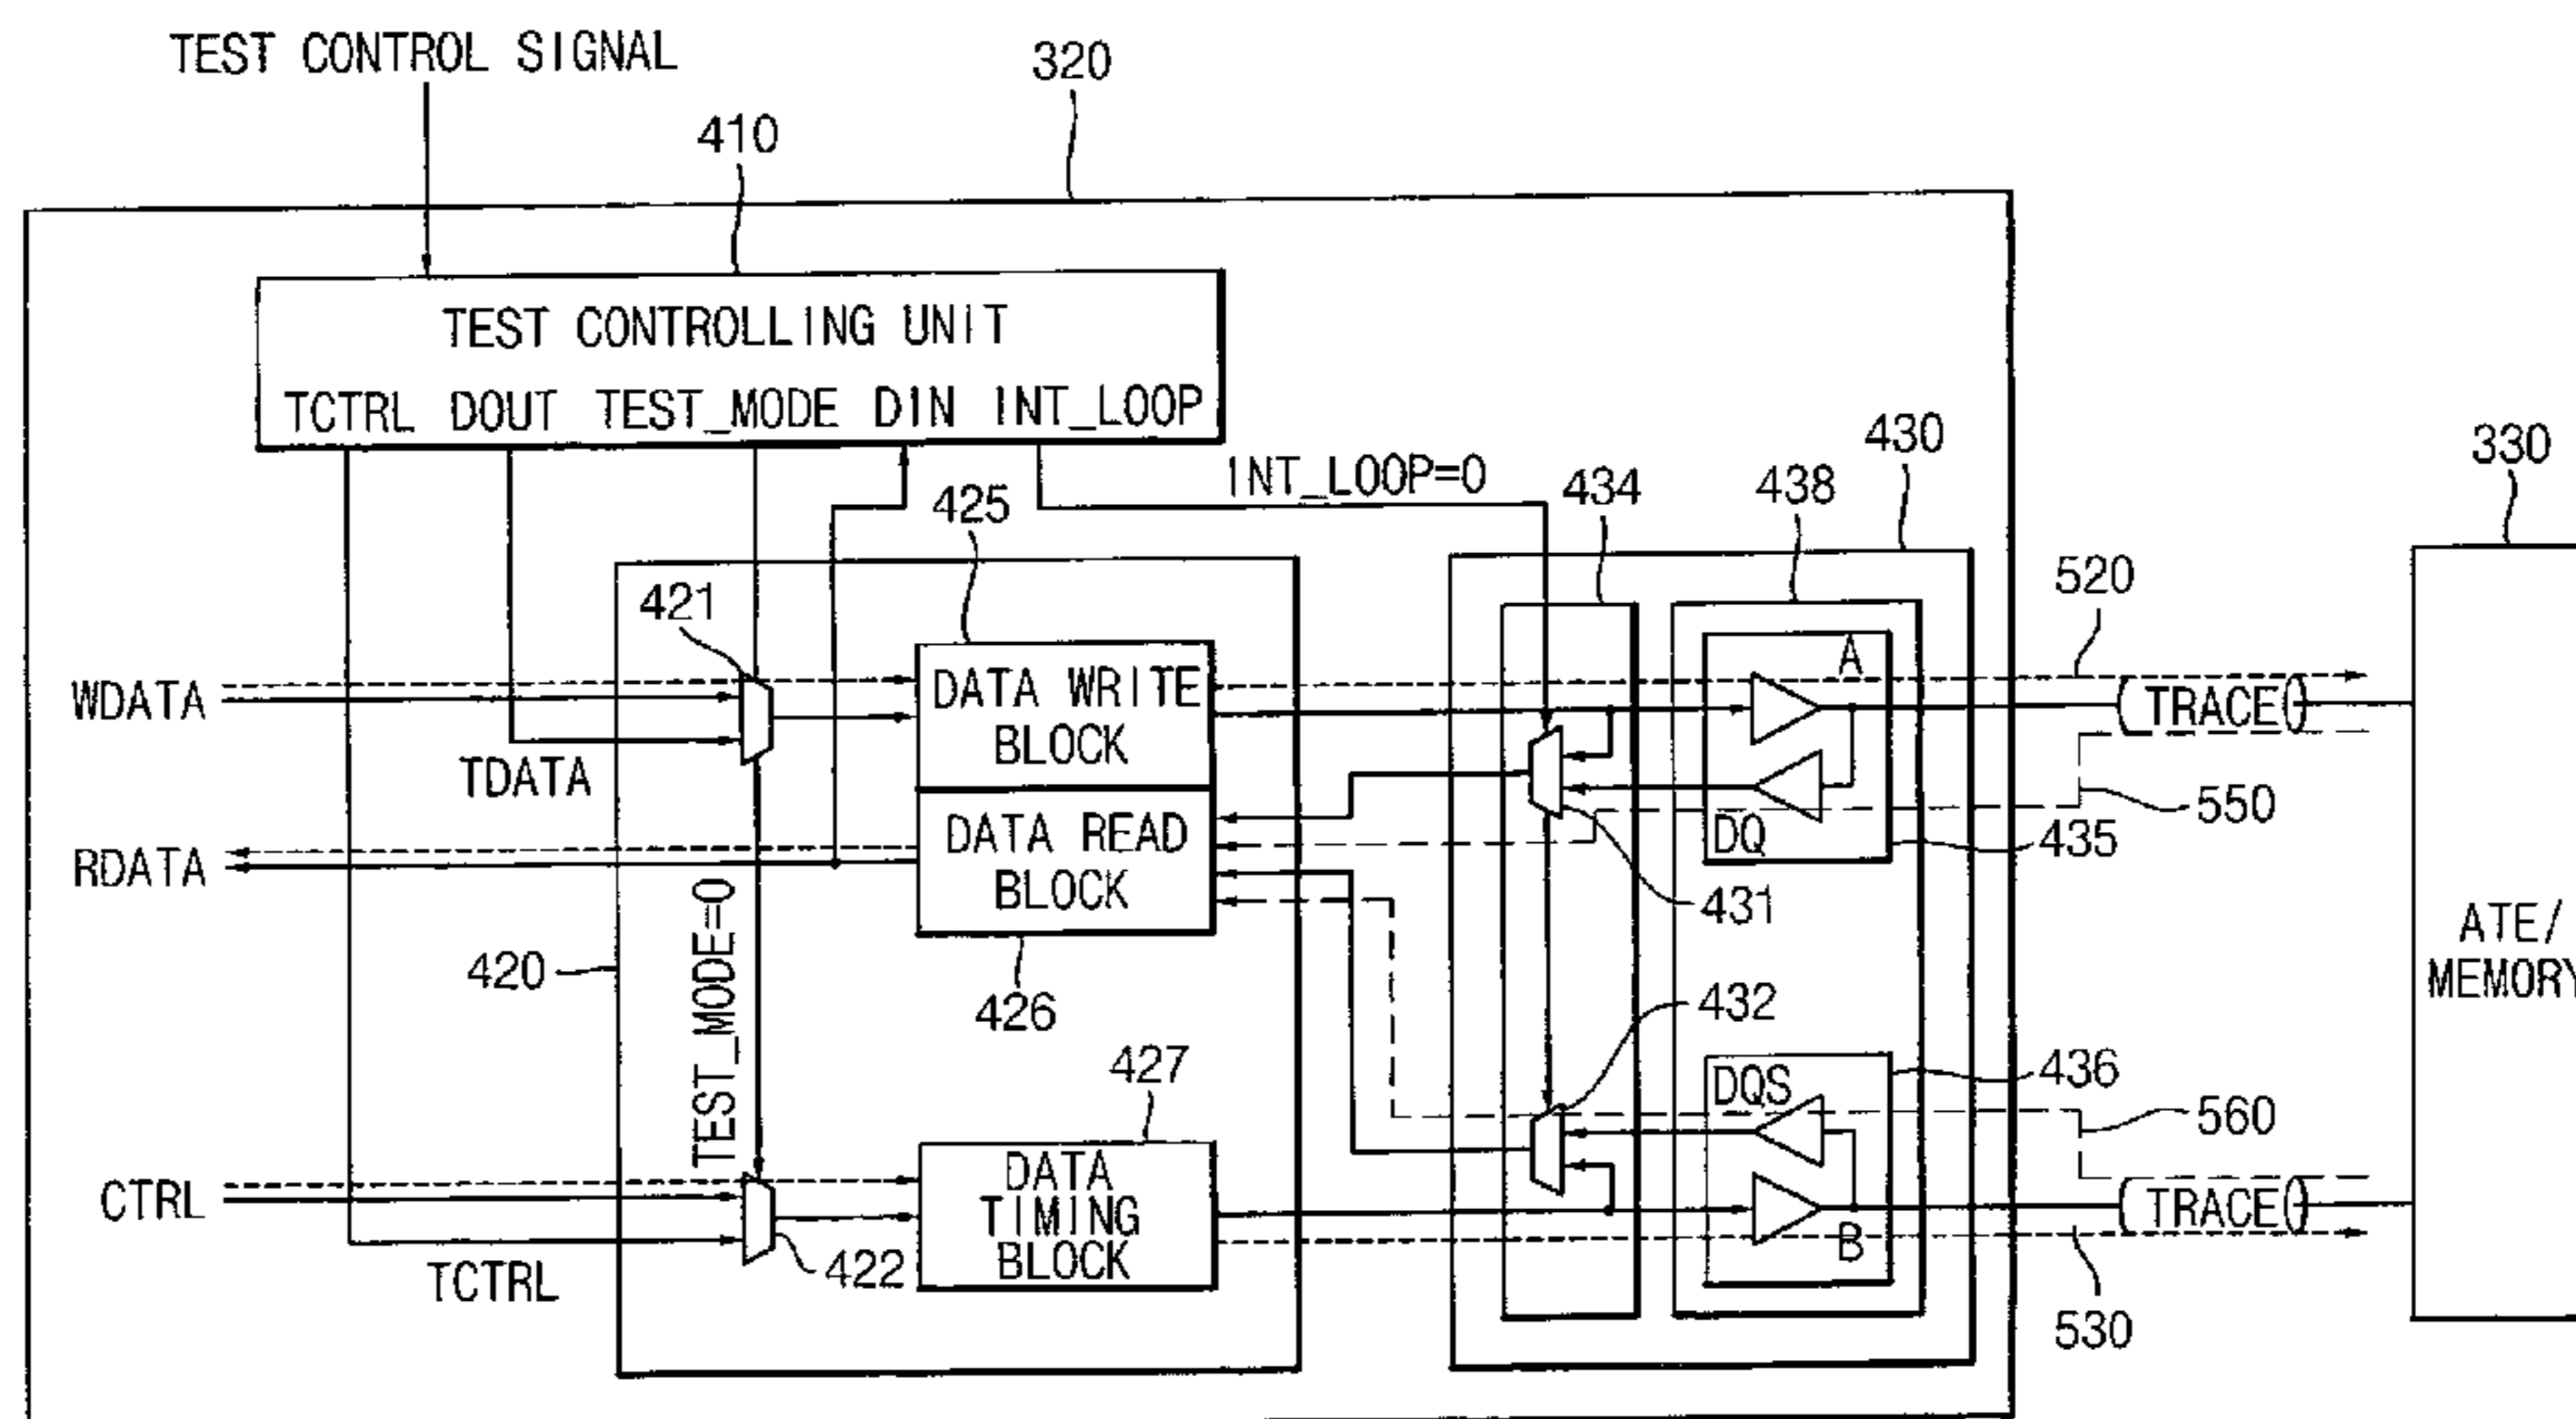 TEST CONTROL SIGNAL
320
410
TEST CONTROLLING UNIT
TCTRL DOUT TEST_MODE DIN INT_LOOP
430
330
INT_LOOP=0
434
438
425
520
421
A
WDATA
DATA WRITE
BLOCK
TRACE
TDATA
550
DATA READ
BLOCK
DQ
435
RDATA
431
ATE/
MEMORY
TEST_MODE=0
420
426
432
427
DQS
436
560
CTRL
DATA
TIMING
BLOCK
TRACE
B
TCTRL
422
530